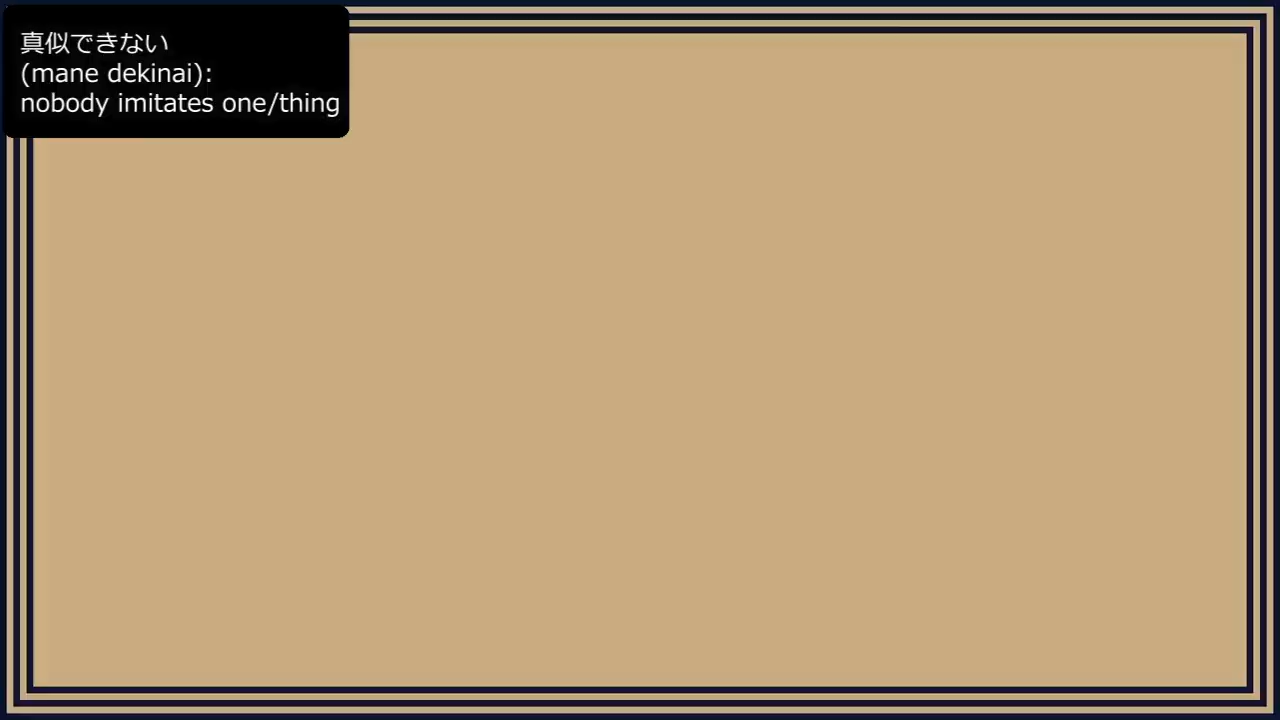 真似できない
(mane dekinai):
nobody imitates one/thing